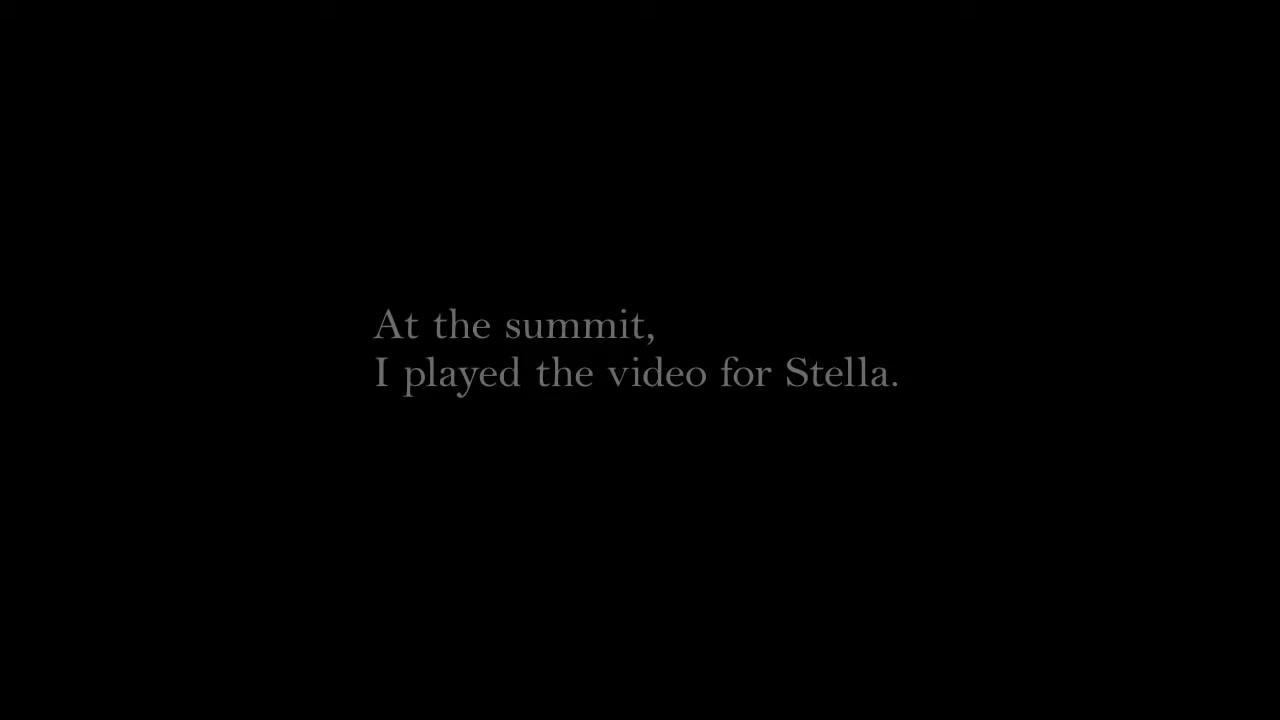 At the summit,
I played the video for Stella.